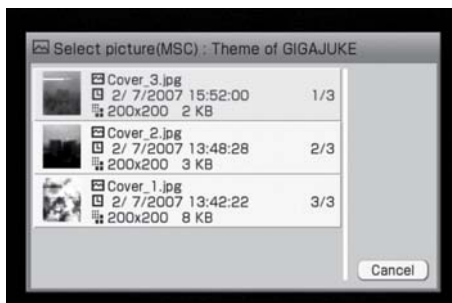 Select picture(MSC) : Theme of GIGAJUKE
Cover_3.jpg
2/ 7/2007 15:52:00 1/3
200x200 2 KB
Cover_2.jpg
2/ 7/2007 13:48:28 2/3
200x200 3 KB
Cover_1.jpg
2/ 7/2007 13:42:22 3/3
200x200 8 KB
Cancel